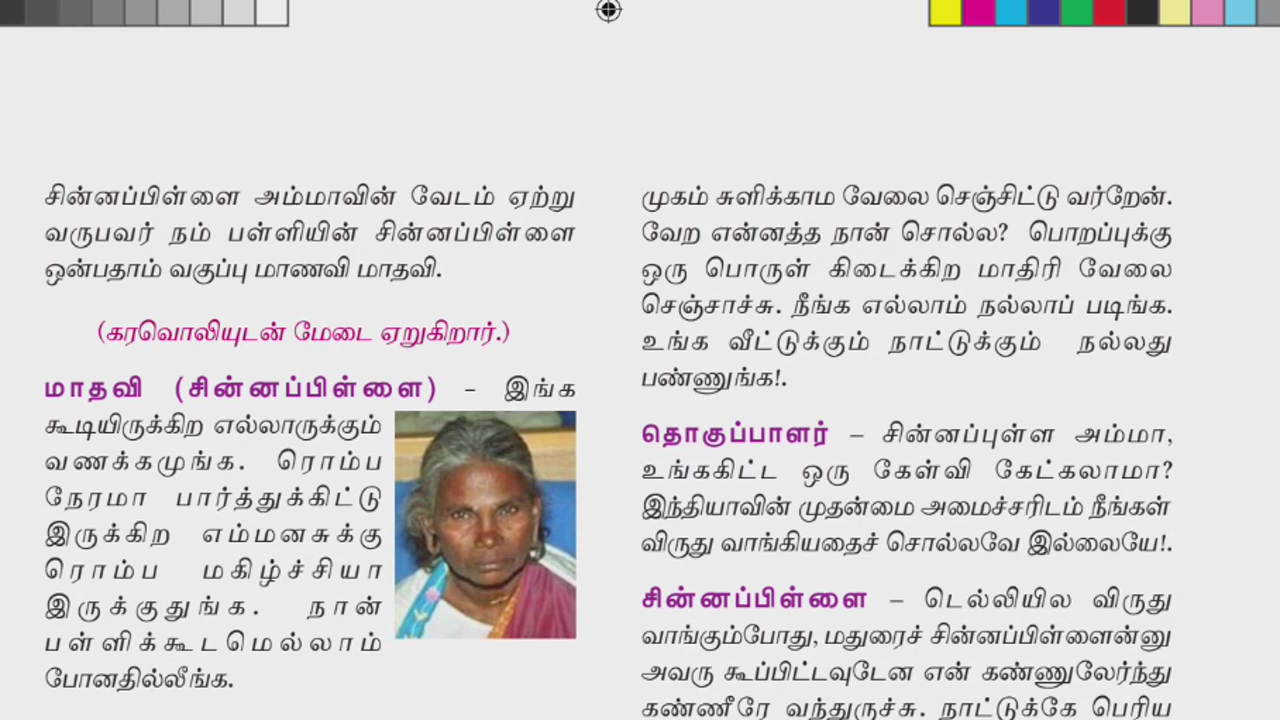 சின்னப்பிள்ளை அம்மாவின் வேடம் ஏற்று
வருபவர் நம் பள்ளியின் சின்னப்பிள்ளை
ஒன்பதாம் வகுப்பு மாணவி மாதவி.
(கரவொலியுடன் மேடை ஏறுகிறார்.)
மாதவி (சின்னப்பிள்ளை) – இங்க
கூடியிருக்கிற எல்லாருக்கும்
வணக்கமுங்க. ரொம்ப
நேரமா பார்த்துக்கிட்டு
இருக்கிற எம்மனசுக்கு
ரொம்ப மகிழ்ச்சியா
இருக்குதுங்க. நான்
பள்ளிக்கூடமெல்லாம்
போனதில்லீங்க.
முகம் சுளிக்காம வேலை செஞ்சிட்டு வர்றேன்.
வேற என்னத்த நான் சொல்ல? பொறப்புக்கு
ஒரு பொருள் கிடைக்கிற மாதிரி வேலை
செஞ்சாச்சு. நீங்க எல்லாம் நல்லாப் படிங்க.
உங்க வீட்டுக்கும் நாட்டுக்கும் நல்லது
பண்ணுங்க!.
தொகுப்பாளர் – சின்னப்புள்ள அம்மா,
உங்ககிட்ட ஒரு கேள்வி கேட்கலாமா?
இந்தியாவின் முதன்மை அமைச்சரிடம் நீங்கள்
விருது வாங்கியதைச் சொல்லவே இல்லையே!.
சின்னப்பிள்ளை – டெல்லியில விருது
வாங்கும்போது, மதுரைச் சின்னப்பிள்ளைன்னு
அவரு கூப்பிட்டவுடேன என் கண்ணுலேர்ந்து
கண்ணீரே வந்துருச்சு. நாட்டுக்கே பெரிய